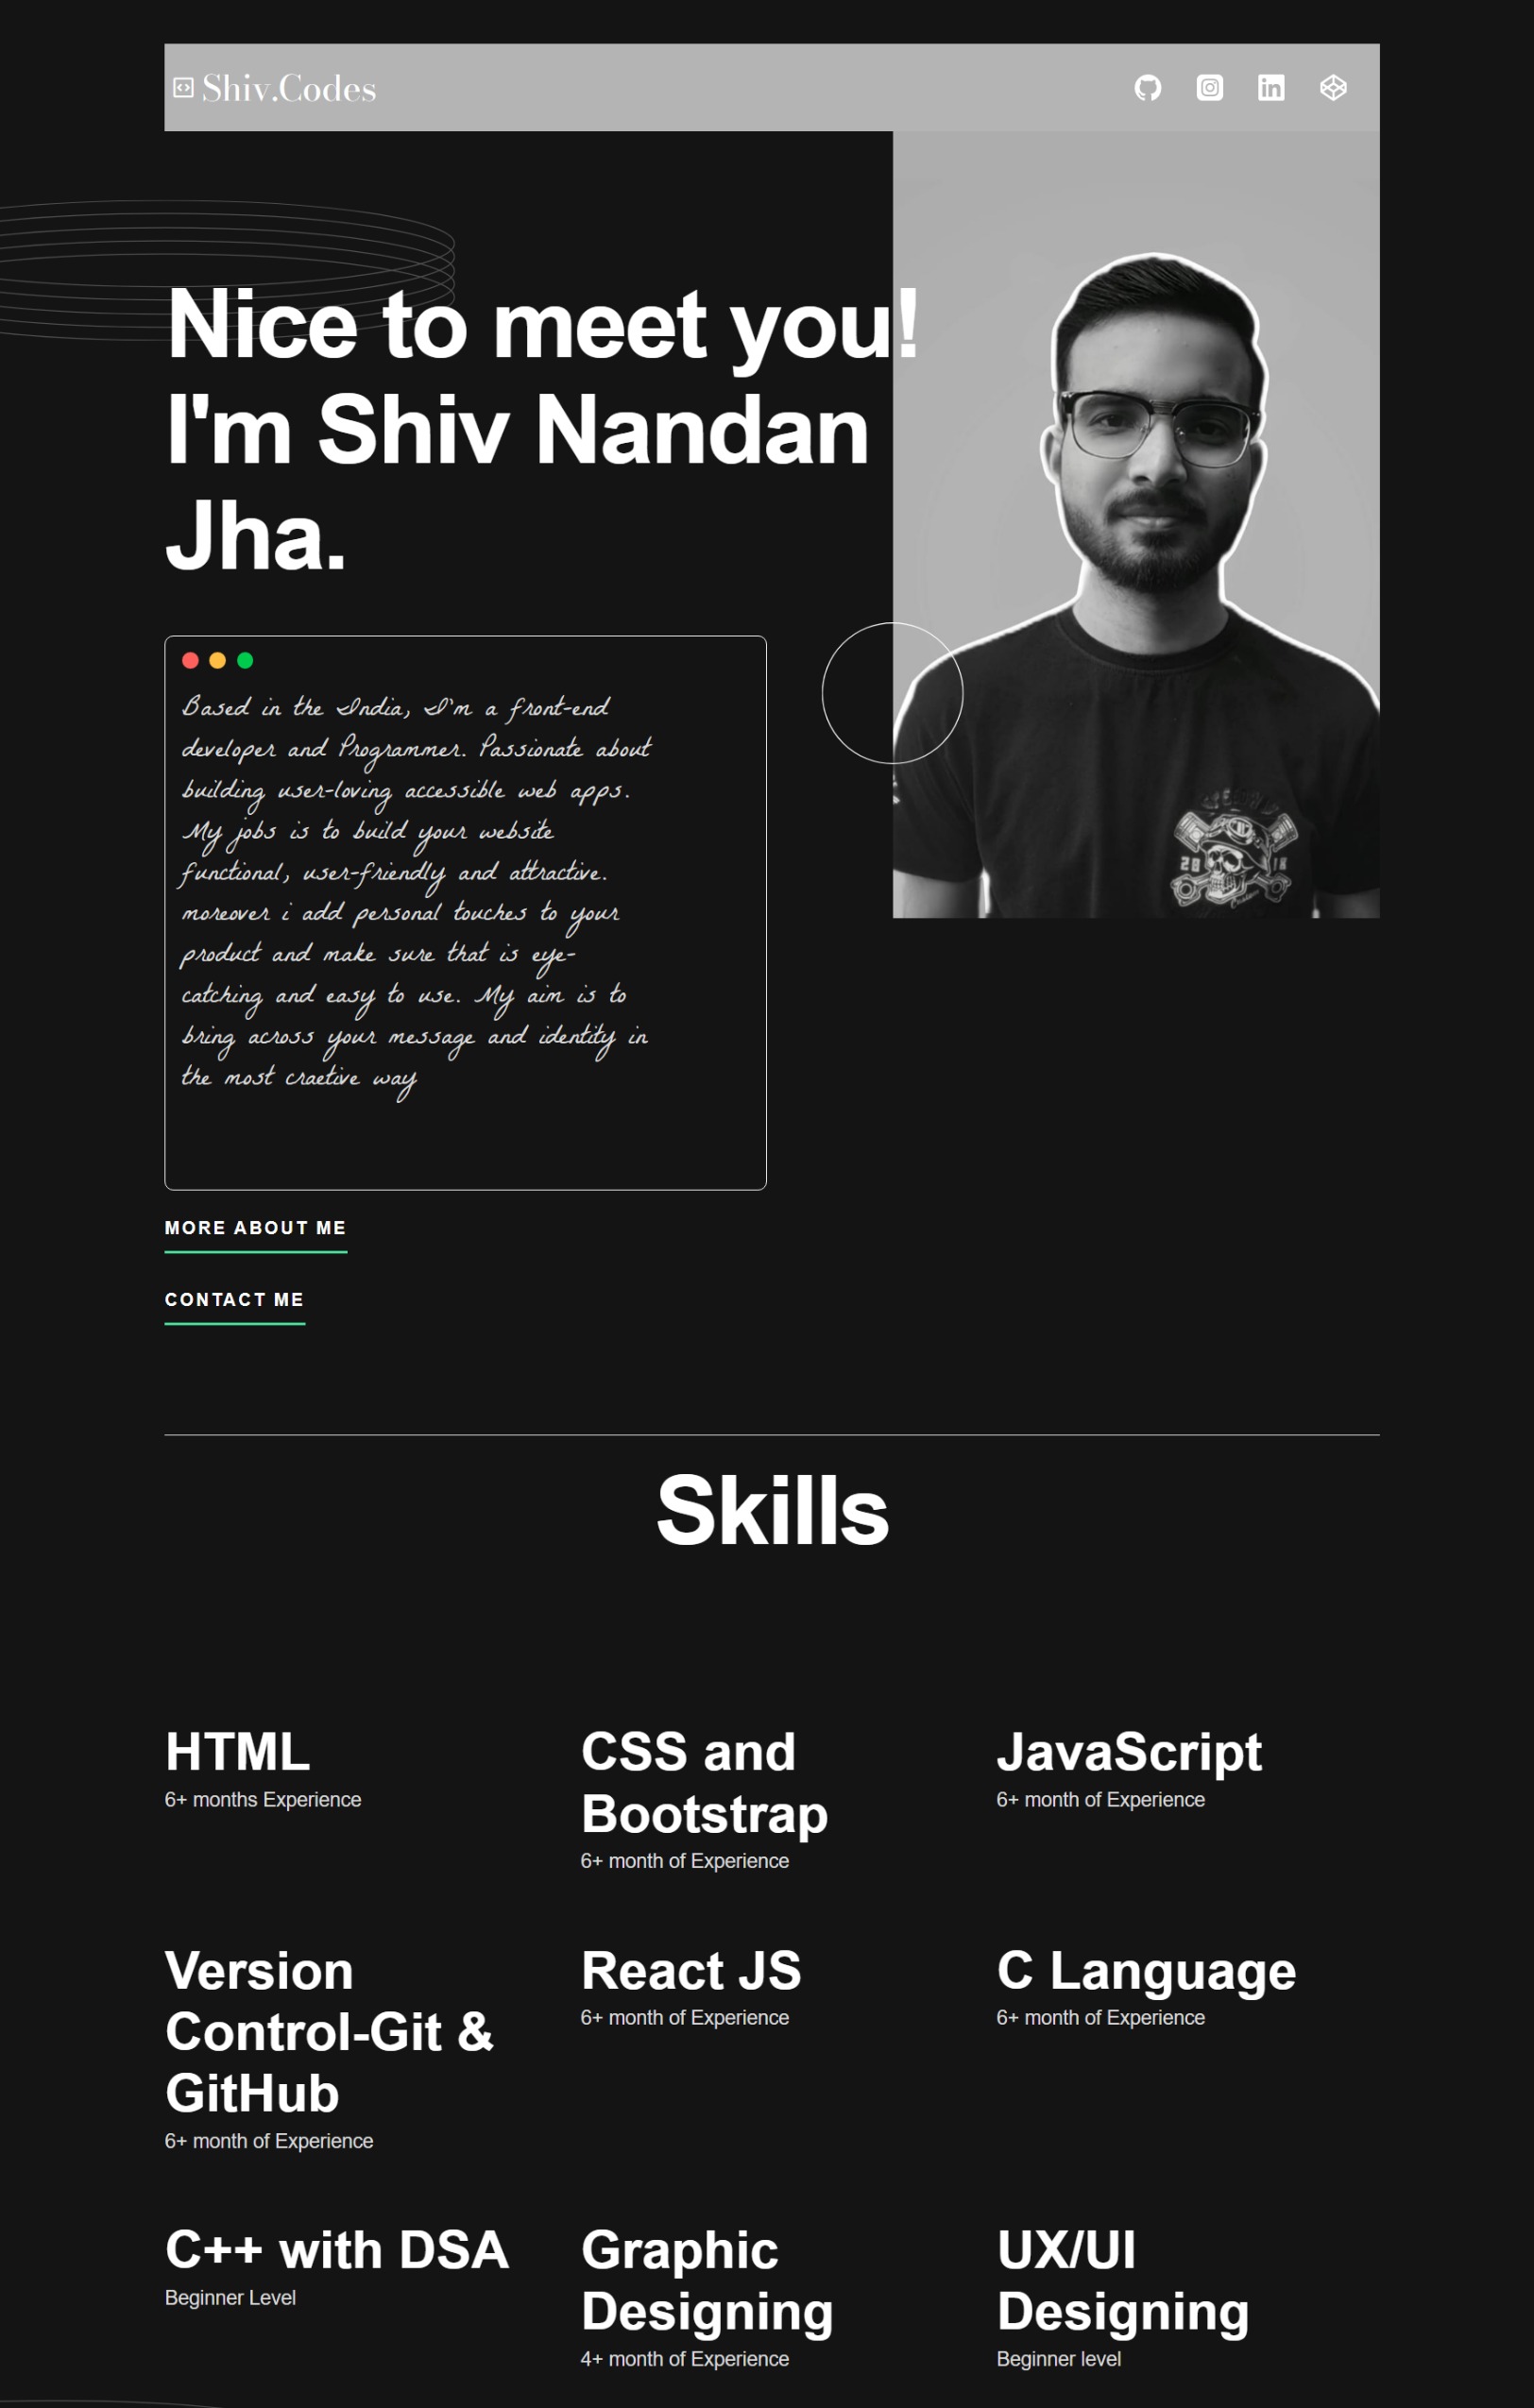 Shiv.Codes
Nice to meet you!
I'm Shiv Nandan
Jha.
Based in the India, I'm a front-end
developer and Programmer. Passionate about
building user-loving accessible web apps.
My jobs is to build your website
functional, user-friendly and attractive.
moreover i add personal touches to your
product and make sure that is eye-
catching and easy to use. My aim is to
bring across your message and identity in
the most craetive way
28 18
Custom
MORE ABOUT ME
CONTACT ME
Skills
HTML
6+ months Experience
CSS and
Bootstrap
6+ month of Experience
JavaScript
6+ month of Experience
Version
Control-Git &
GitHub
6+ month of Experience
React JS
6+ month of Experience
C Language
6+ month of Experience
C++ with DSA
Beginner Level
Graphic
Designing
4+ month of Experience
UX/UI
Designing
Beginner level